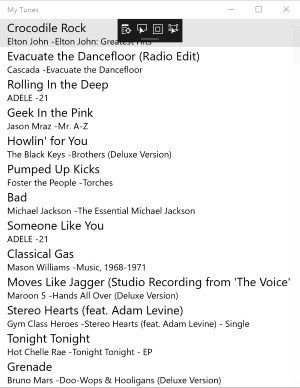 My Tunes
Crocodile Rock
Elton John -Elton John: Greatest Hits
Evacuate the Dancefloor (Radio Edit)
Cascada -Evacuate the Dancefloor
Rolling In the Deep
ADELE -21
Geek In the Pink
Jason Mraz -Mr. A-Z
Howlin' for You
The Black Keys -Brothers (Deluxe Version)
Pumped Up Kicks
Foster the People -Torches
Bad
Michael Jackson -The Essential Michael Jackson
Someone Like You
ADELE -21
Classical Gas
Mason Williams -Music, 1968-1971
Moves Like Jagger (Studio Recording from 'The Voice'
Maroon 5 -Hands All Over (Deluxe Version)
Stereo Hearts (feat. Adam Levine)
Gym Class Heroes -Stereo Hearts (feat. Adam Levine) - Single
Tonight Tonight
Hot Chelle Rae -Tonight Tonight - EP
Grenade
Bruno Mars -Doo-Wops & Hooligans (Deluxe Version)